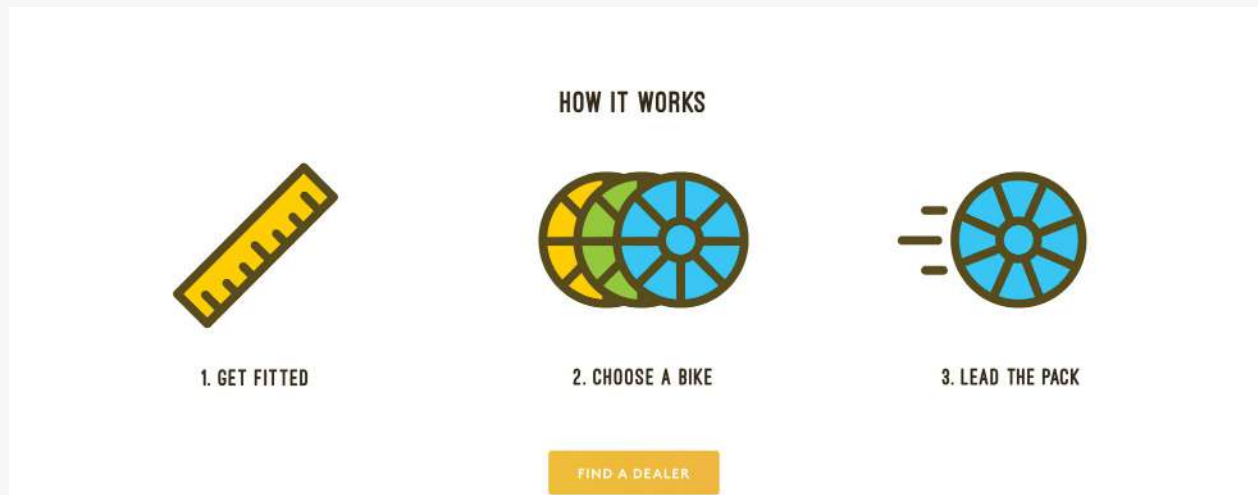 HOW IT WORKS
1. GET FITTED
2. CHOOSE A BIKE
3. LEAD THE PACK
FIND A DEALER